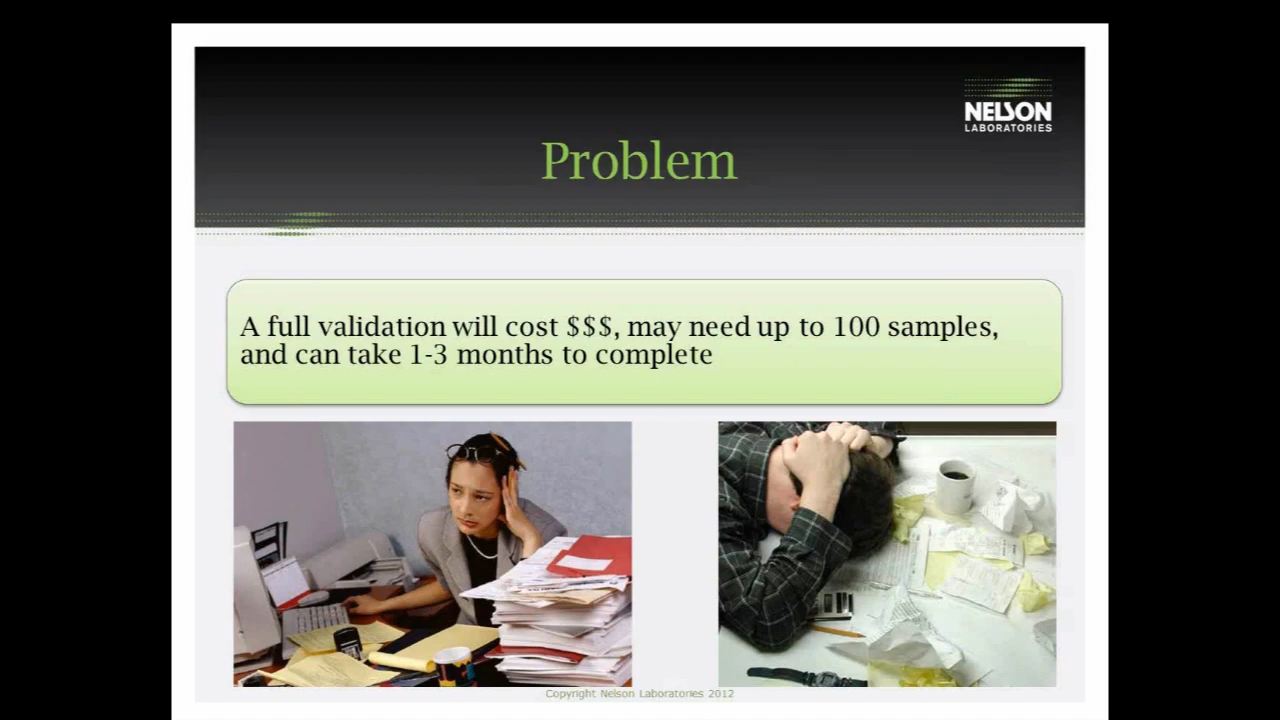 NELSON
LABORATORIES
Problem
A full validation will cost $$$, may need up to 100 samples,
and can take 1-3 months to complete
Copyright Nelson Laboratories 2012